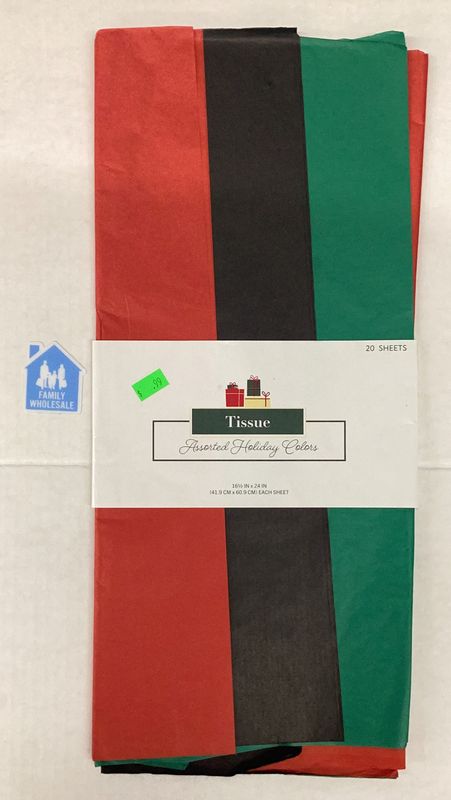 20 SHEETS
$ .99
Tissue
Assorted Holiday Colors
16½ IN x 24 IN
(41.9 CM x 60.9 CM) EACH SHEET
FAMILY
WHOLESALE